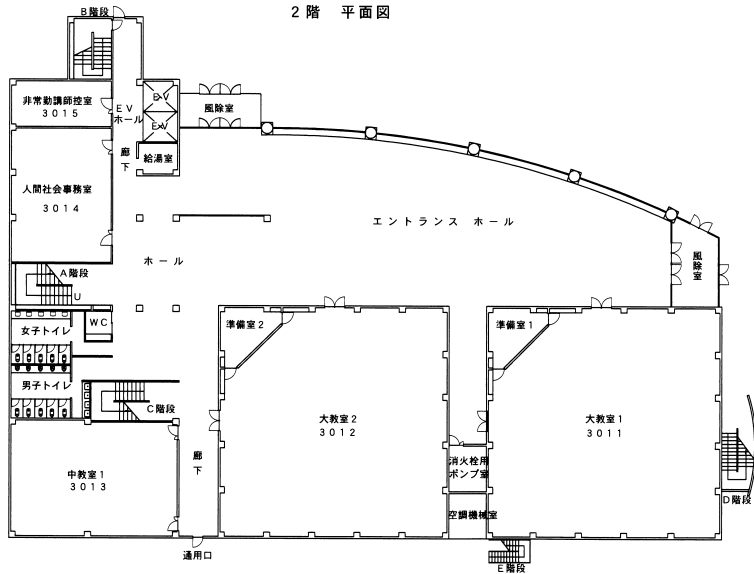 2階 平面図
B階段
非常勤講師控室
3015
EV
ホール
EV
EV
風除室
廊下
給湯室
人間社会事務室
3014
エントランス ホール
ホール
風除室
A階段
U
女子トイレ
WC
男子トイレ
C階段
準備室2
準備室1
大教室2
3012
大教室1
3011
中教室1
3013
廊下
消火栓用
ポンプ室
空調機械室
D階段
通用口
E階段